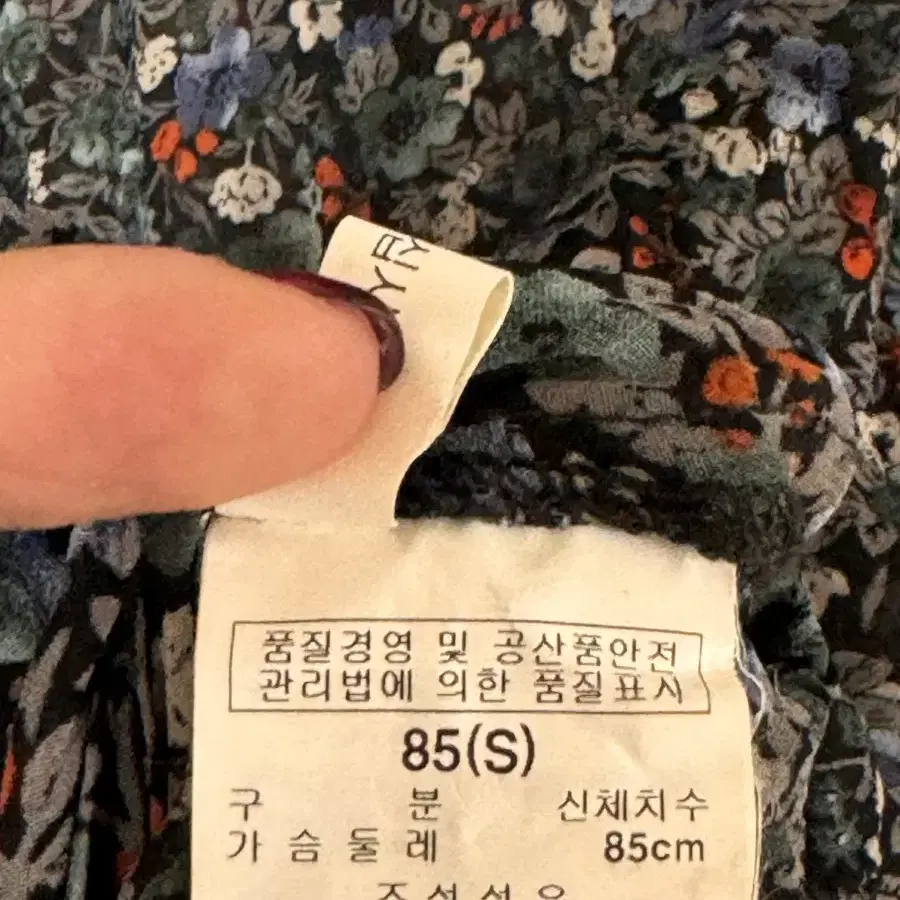 품질경영 및 공산품안전
관리법에 의한 품질표시
85(S)
구 분 신체치수
가슴둘레 85cm